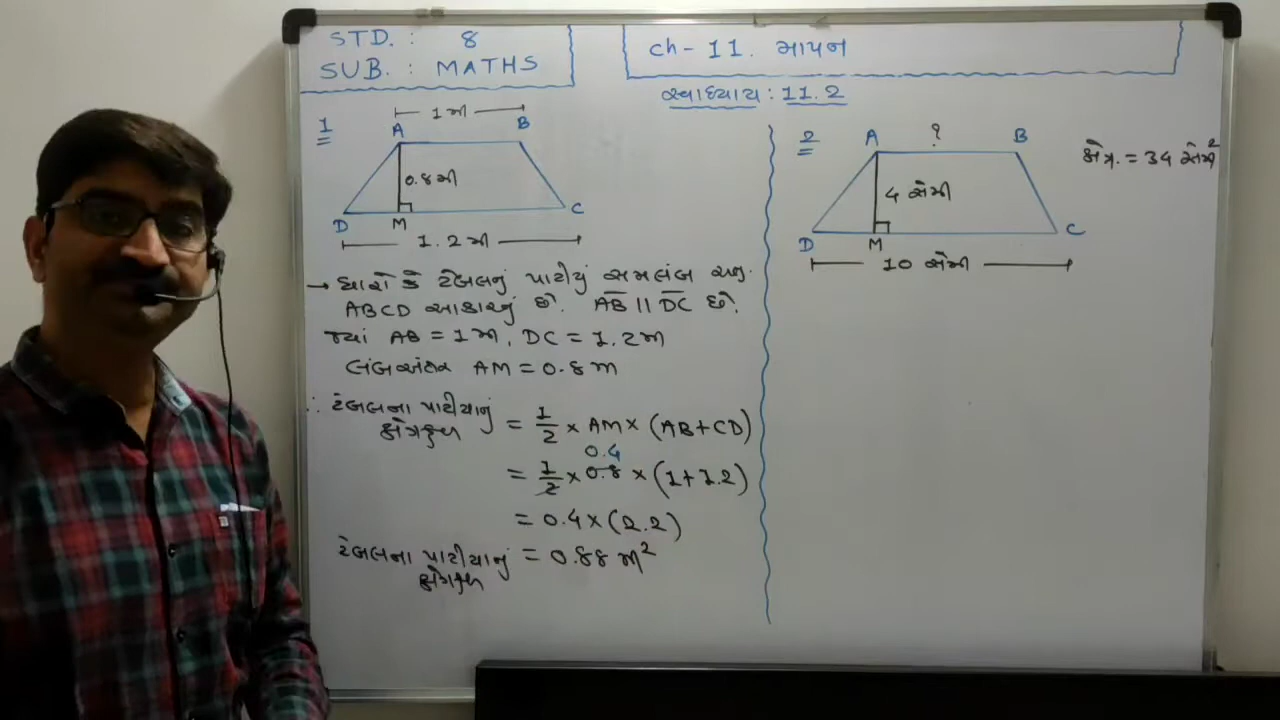 STD. : 8
SUB. : MATHS
ch - 11. માપન
સ્વાધ્યાય : 11.2
1
1 મી
A B
0.8 મી
D M C
1.2 મી
→ ધારો કે ટેબલનું પાટીયું સમલંબ ચતુ.
ABCD આકારનું છે. AB || DC છે.
જ્યાં AB = 1 મી, DC = 1.2 મી
લંબઅંતર AM = 0.8 m
∴ ટેબલના પાટીયાનું ક્ષેત્રફળ = 1/2 × AM × (AB + CD)
0.4
= 1/2 × 0.8 × (1 + 1.2)
= 0.4 × (2.2)
ટેબલના પાટીયાનું ક્ષેત્રફળ = 0.88 મી²
2
A ? B
ક્ષેત્ર. = 34 સેમી²
4 સેમી
D M C
10 સેમી